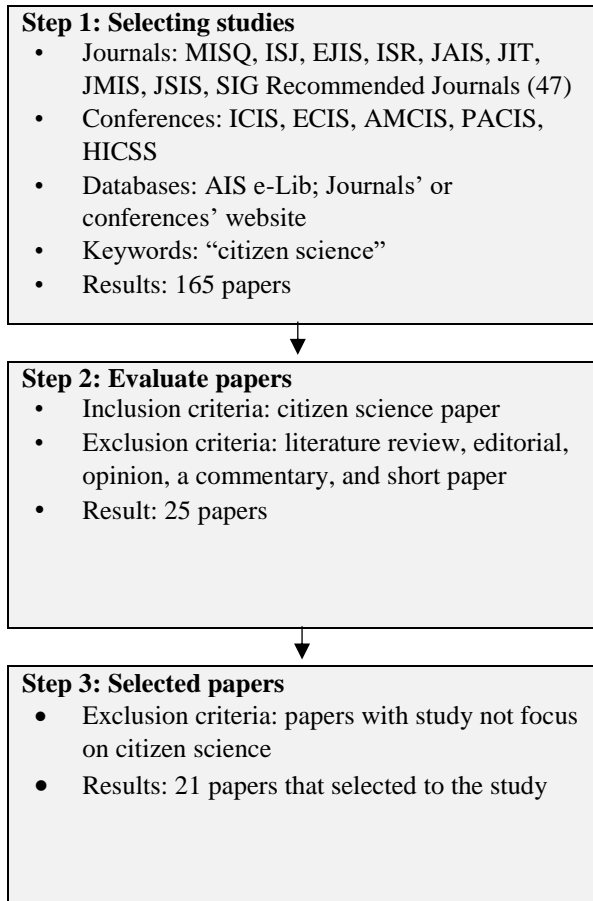 Step 1: Selecting studies
• Journals: MISQ, ISJ, EJIS, ISR, JAIS, JIT,
JMIS, JSIS, SIG Recommended Journals (47)
• Conferences: ICIS, ECIS, AMCIS, PACIS,
HICSS
• Databases: AIS e-Lib; Journals’ or
conferences’ website
• Keywords: “citizen science”
• Results: 165 papers
Step 2: Evaluate papers
• Inclusion criteria: citizen science paper
• Exclusion criteria: literature review, editorial,
opinion, a commentary, and short paper
• Result: 25 papers
Step 3: Selected papers
• Exclusion criteria: papers with study not focus
on citizen science
• Results: 21 papers that selected to the study